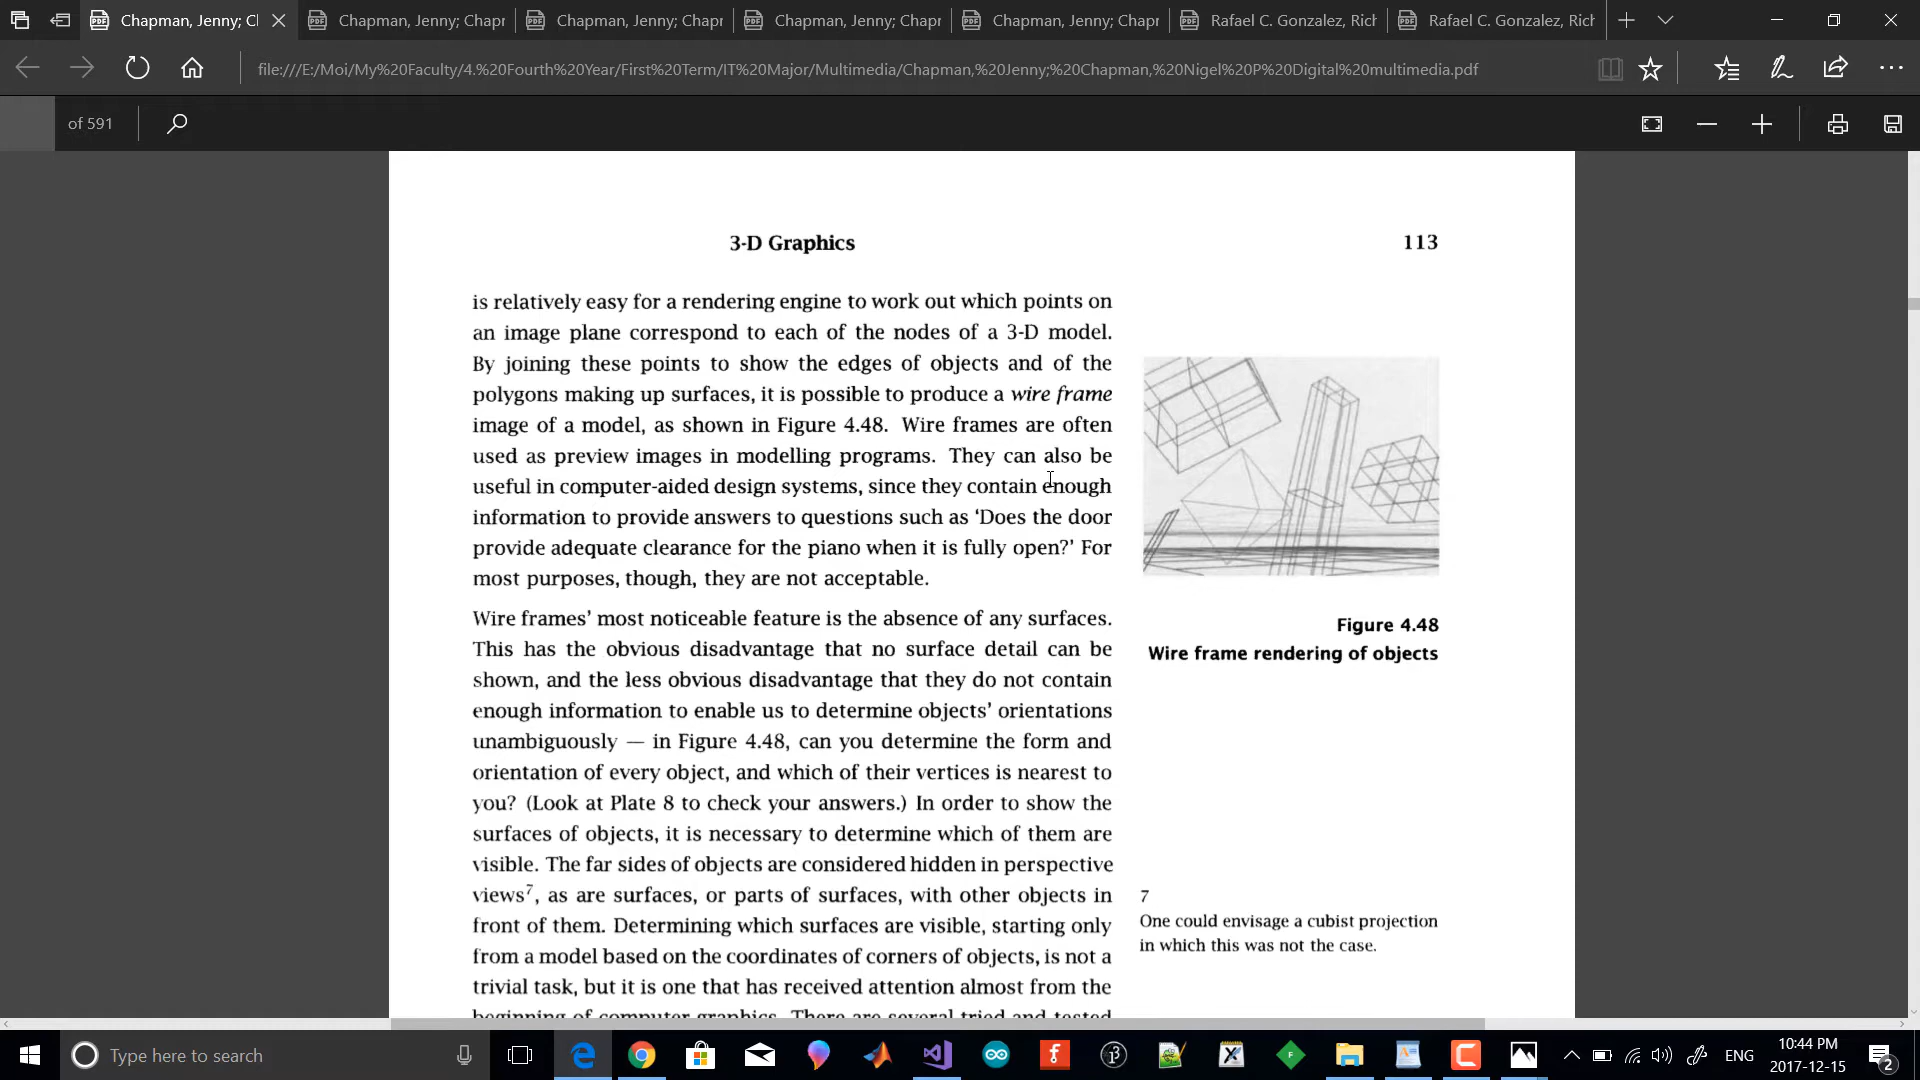 Chapman, Jenny; Cl
Chapman, Jenny; Chapr
Chapman, Jenny; Chapr
Chapman, Jenny; Chapr
Chapman, Jenny; Chapr
Rafael C. Gonzalez, Rich
Rafael C. Gonzalez, Rich
file:///E:/Moi/My%20Faculty/4.%20Fourth%20Year/First%20Term/IT%20Major/Multimedia/Chapman,%20Jenny;%20Chapman,%20Nigel%20P%20Digital%20multimedia.pdf
of 591
3-D Graphics
113
is relatively easy for a rendering engine to work out which points on
an image plane correspond to each of the nodes of a 3-D model.
By joining these points to show the edges of objects and of the
polygons making up surfaces, it is possible to produce a wire frame
image of a model, as shown in Figure 4.48. Wire frames are often
used as preview images in modelling programs. They can also be
useful in computer-aided design systems, since they contain enough
information to provide answers to questions such as ‘Does the door
provide adequate clearance for the piano when it is fully open?’ For
most purposes, though, they are not acceptable.
Wire frames’ most noticeable feature is the absence of any surfaces.
This has the obvious disadvantage that no surface detail can be
shown, and the less obvious disadvantage that they do not contain
enough information to enable us to determine objects’ orientations
unambiguously — in Figure 4.48, can you determine the form and
orientation of every object, and which of their vertices is nearest to
you? (Look at Plate 8 to check your answers.) In order to show the
surfaces of objects, it is necessary to determine which of them are
visible. The far sides of objects are considered hidden in perspective
views7, as are surfaces, or parts of surfaces, with other objects in
front of them. Determining which surfaces are visible, starting only
from a model based on the coordinates of corners of objects, is not a
trivial task, but it is one that has received attention almost from the
beginning of computer graphics. There are several tried and tested
Figure 4.48
Wire frame rendering of objects
7
One could envisage a cubist projection
in which this was not the case.
Type here to search
ENG
10:44 PM
2017-12-15
2